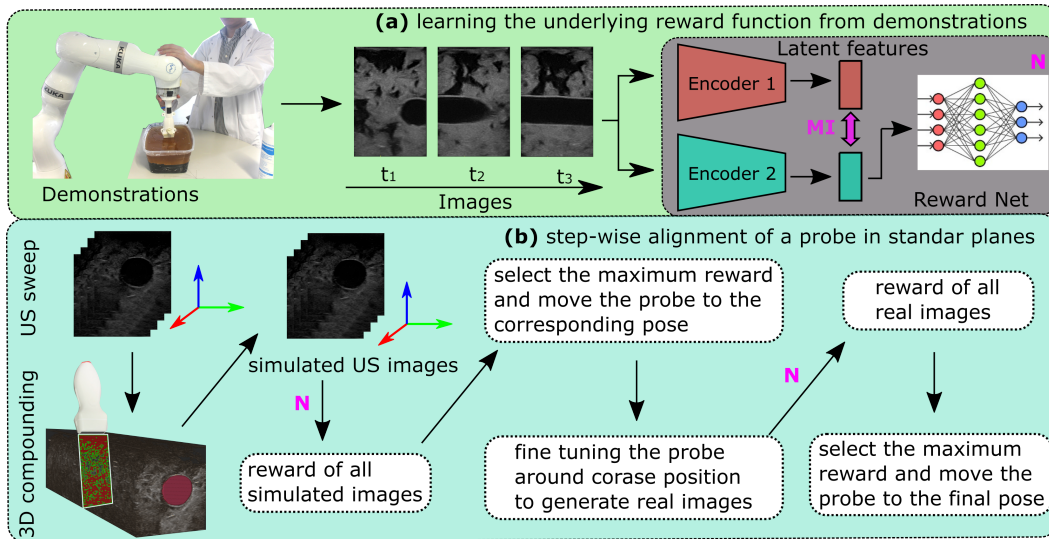 (a) learning the underlying reward function from demonstrations
KUKA
KUKA
Demonstrations
t1
t2
t3
Images
Encoder 1
Encoder 2
Latent features
MI
N
Reward Net
(b) step-wise alignment of a probe in standar planes
US sweep
3D compounding
simulated US images
N
reward of all
simulated images
select the maximum reward
and move the probe to the
corresponding pose
fine tuning the probe
around corase position
to generate real images
N
reward of all
real images
select the maximum
reward and move the
probe to the final pose